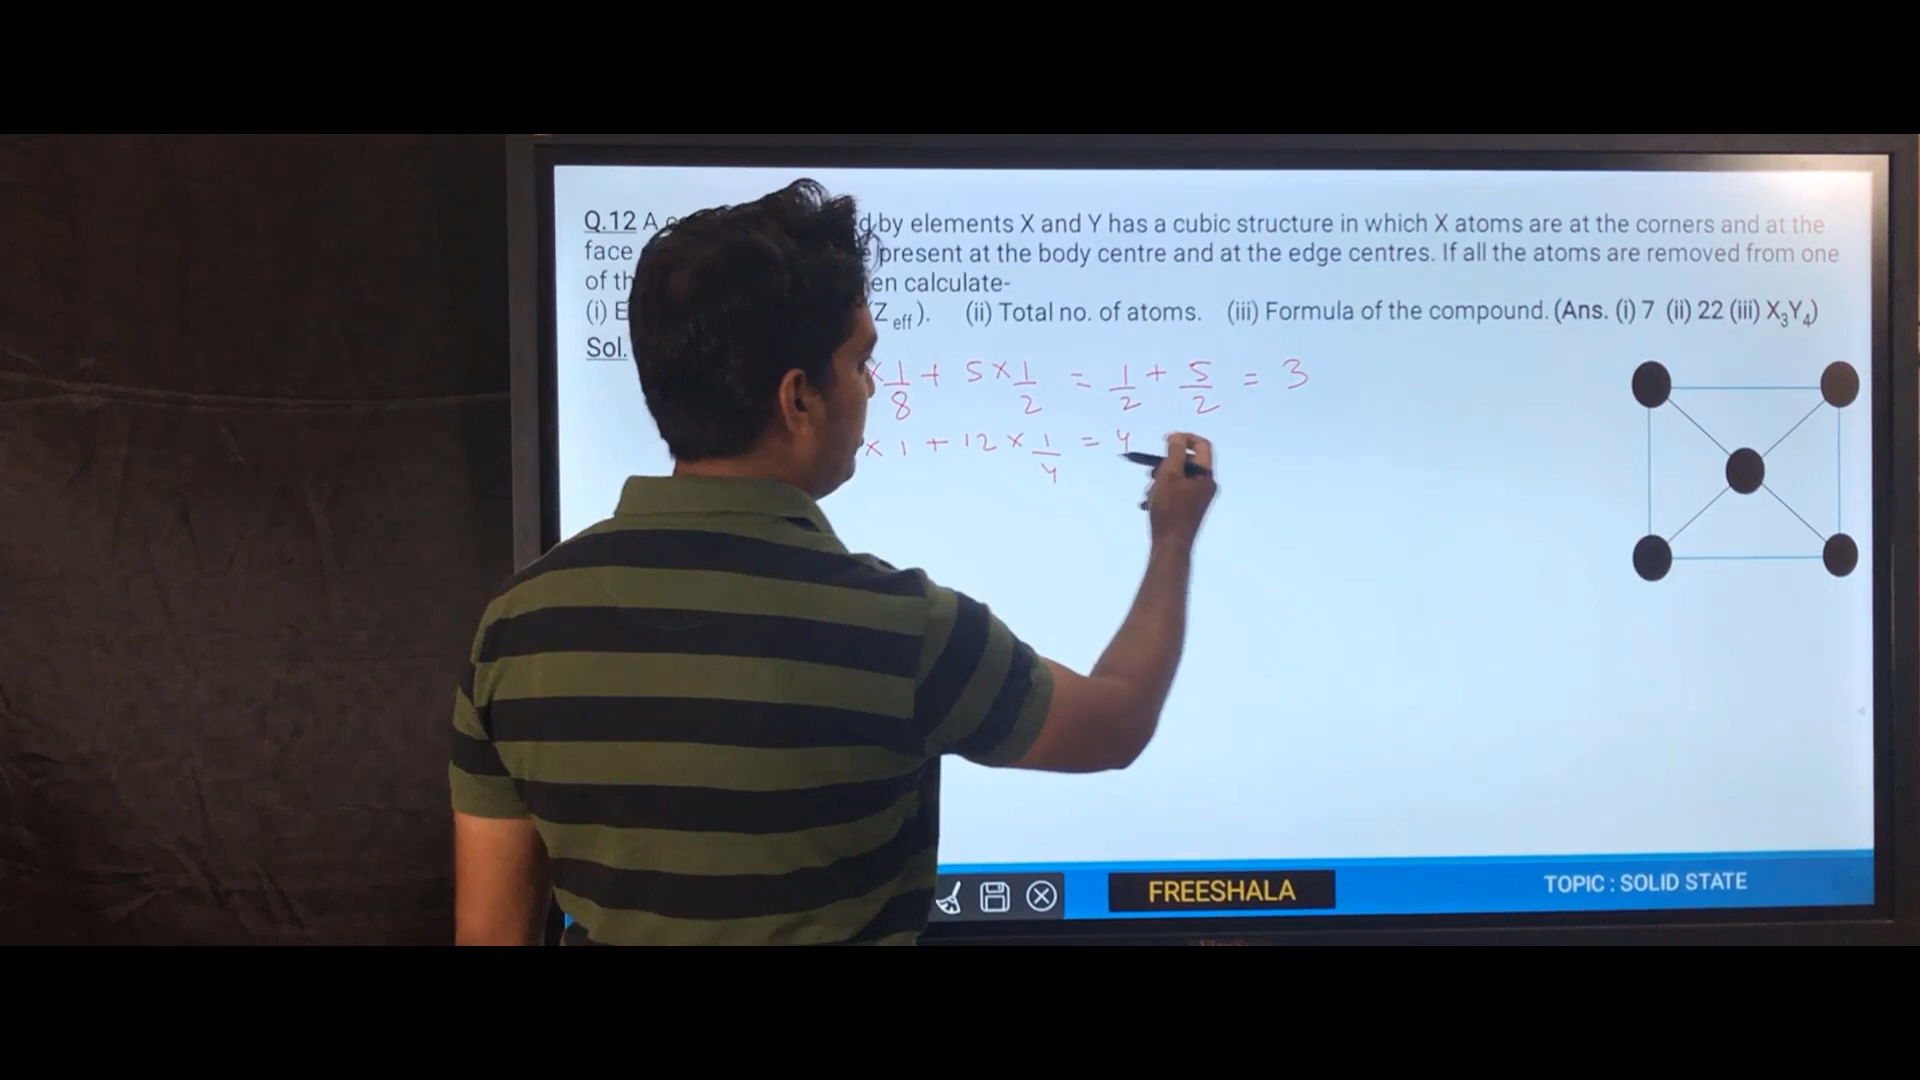 Q.12 A by elements X and Y has a cubic structure in which X atoms are at the corners and at the
face present at the body centre and at the edge centres. If all the atoms are removed from one
of th en calculate-
(i) E Z eff). (ii) Total no. of atoms. (iii) Formula of the compound. (Ans. (i) 7 (ii) 22 (iii) X3Y4)
Sol.
× 1/8 + 5 × 1/2 = 1/2 + 5/2 = 3
× 1 + 12 × 1/4 = 4
FREESHALA
TOPIC : SOLID STATE